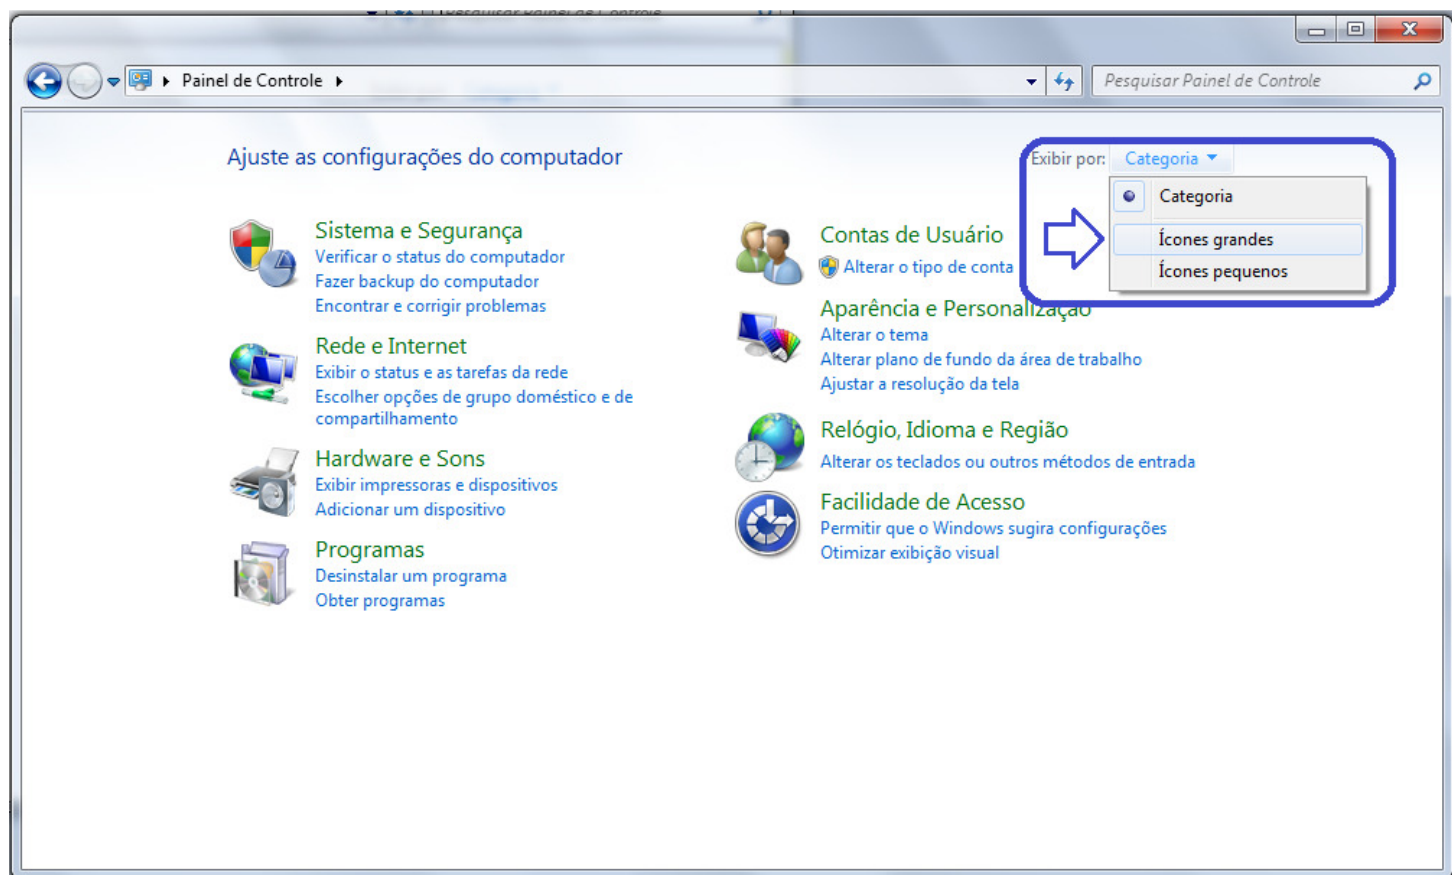 Pesquisar Painel de Controle
Painel de Controle
Pesquisar Painel de Controle
Ajuste as configurações do computador
Exibir por: Categoria
Categoria
Ícones grandes
Ícones pequenos
Sistema e Segurança
Verificar o status do computador
Fazer backup do computador
Encontrar e corrigir problemas
Rede e Internet
Exibir o status e as tarefas da rede
Escolher opções de grupo doméstico e de
compartilhamento
Hardware e Sons
Exibir impressoras e dispositivos
Adicionar um dispositivo
Programas
Desinstalar um programa
Obter programas
Contas de Usuário
Alterar o tipo de conta
Aparência e Personalização
Alterar o tema
Alterar plano de fundo da área de trabalho
Ajustar a resolução da tela
Relógio, Idioma e Região
Alterar os teclados ou outros métodos de entrada
Facilidade de Acesso
Permitir que o Windows sugira configurações
Otimizar exibição visual